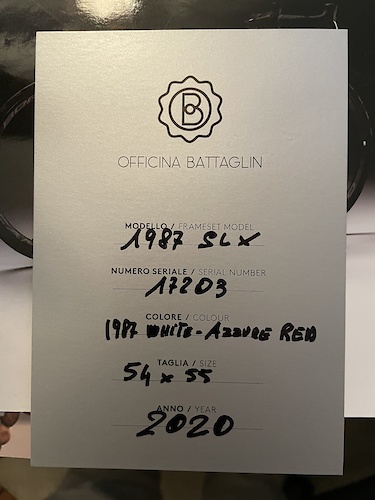 B
OFFICINA BATTAGLIN
MODELLO / FRAMESET MODEL
1987 SLX
NUMERO SERIALE / SERIAL NUMBER
17203
COLORE / COLOUR
1987 WHITE-AZZURE RED
TAGLIA / SIZE
54 x 55
ANNO / YEAR
2020